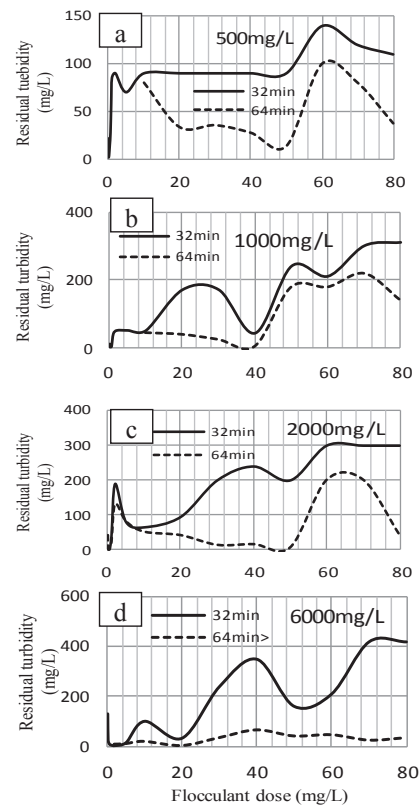 a
500mg/L
Residual tuebidity
(mg/L)
150
100
50
0
32min
64min
0 20 40 60 80
b
1000mg/L
Residual turbidity
(mg/L)
400
200
0
32min
64min
0 20 40 60 80
c
2000mg/L
Residual turbidity
(mg/L)
400
300
200
100
0
32min
64min
0 20 40 60 80
d
6000mg/L
Residual turbidity
(mg/L)
600
400
200
0
32min
64min>
0 20 40 60 80
Flocculant dose (mg/L)